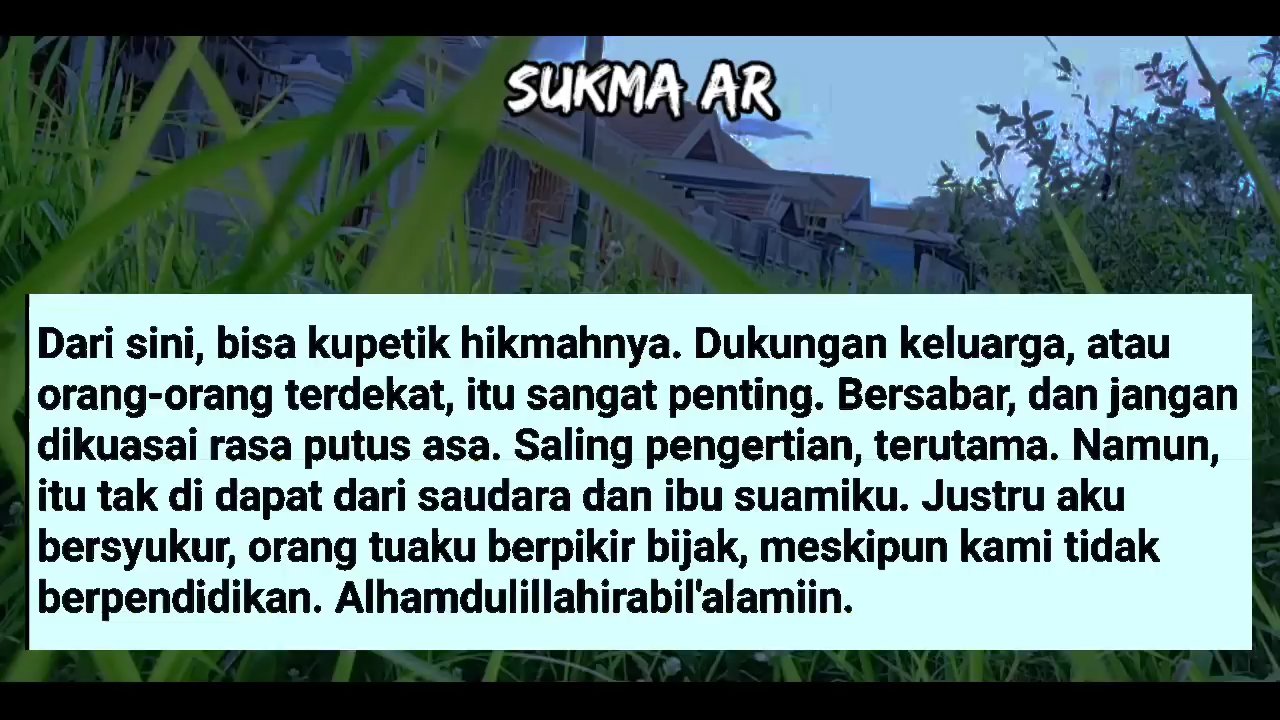 SUKMA AR
Dari sini, bisa kupetik hikmahnya. Dukungan keluarga, atau
orang-orang terdekat, itu sangat penting. Bersabar, dan jangan
dikuasai rasa putus asa. Saling pengertian, terutama. Namun,
itu tak di dapat dari saudara dan ibu suamiku. Justru aku
bersyukur, orang tuaku berpikir bijak, meskipun kami tidak
berpendidikan. Alhamdulillahirabil'alamiin.